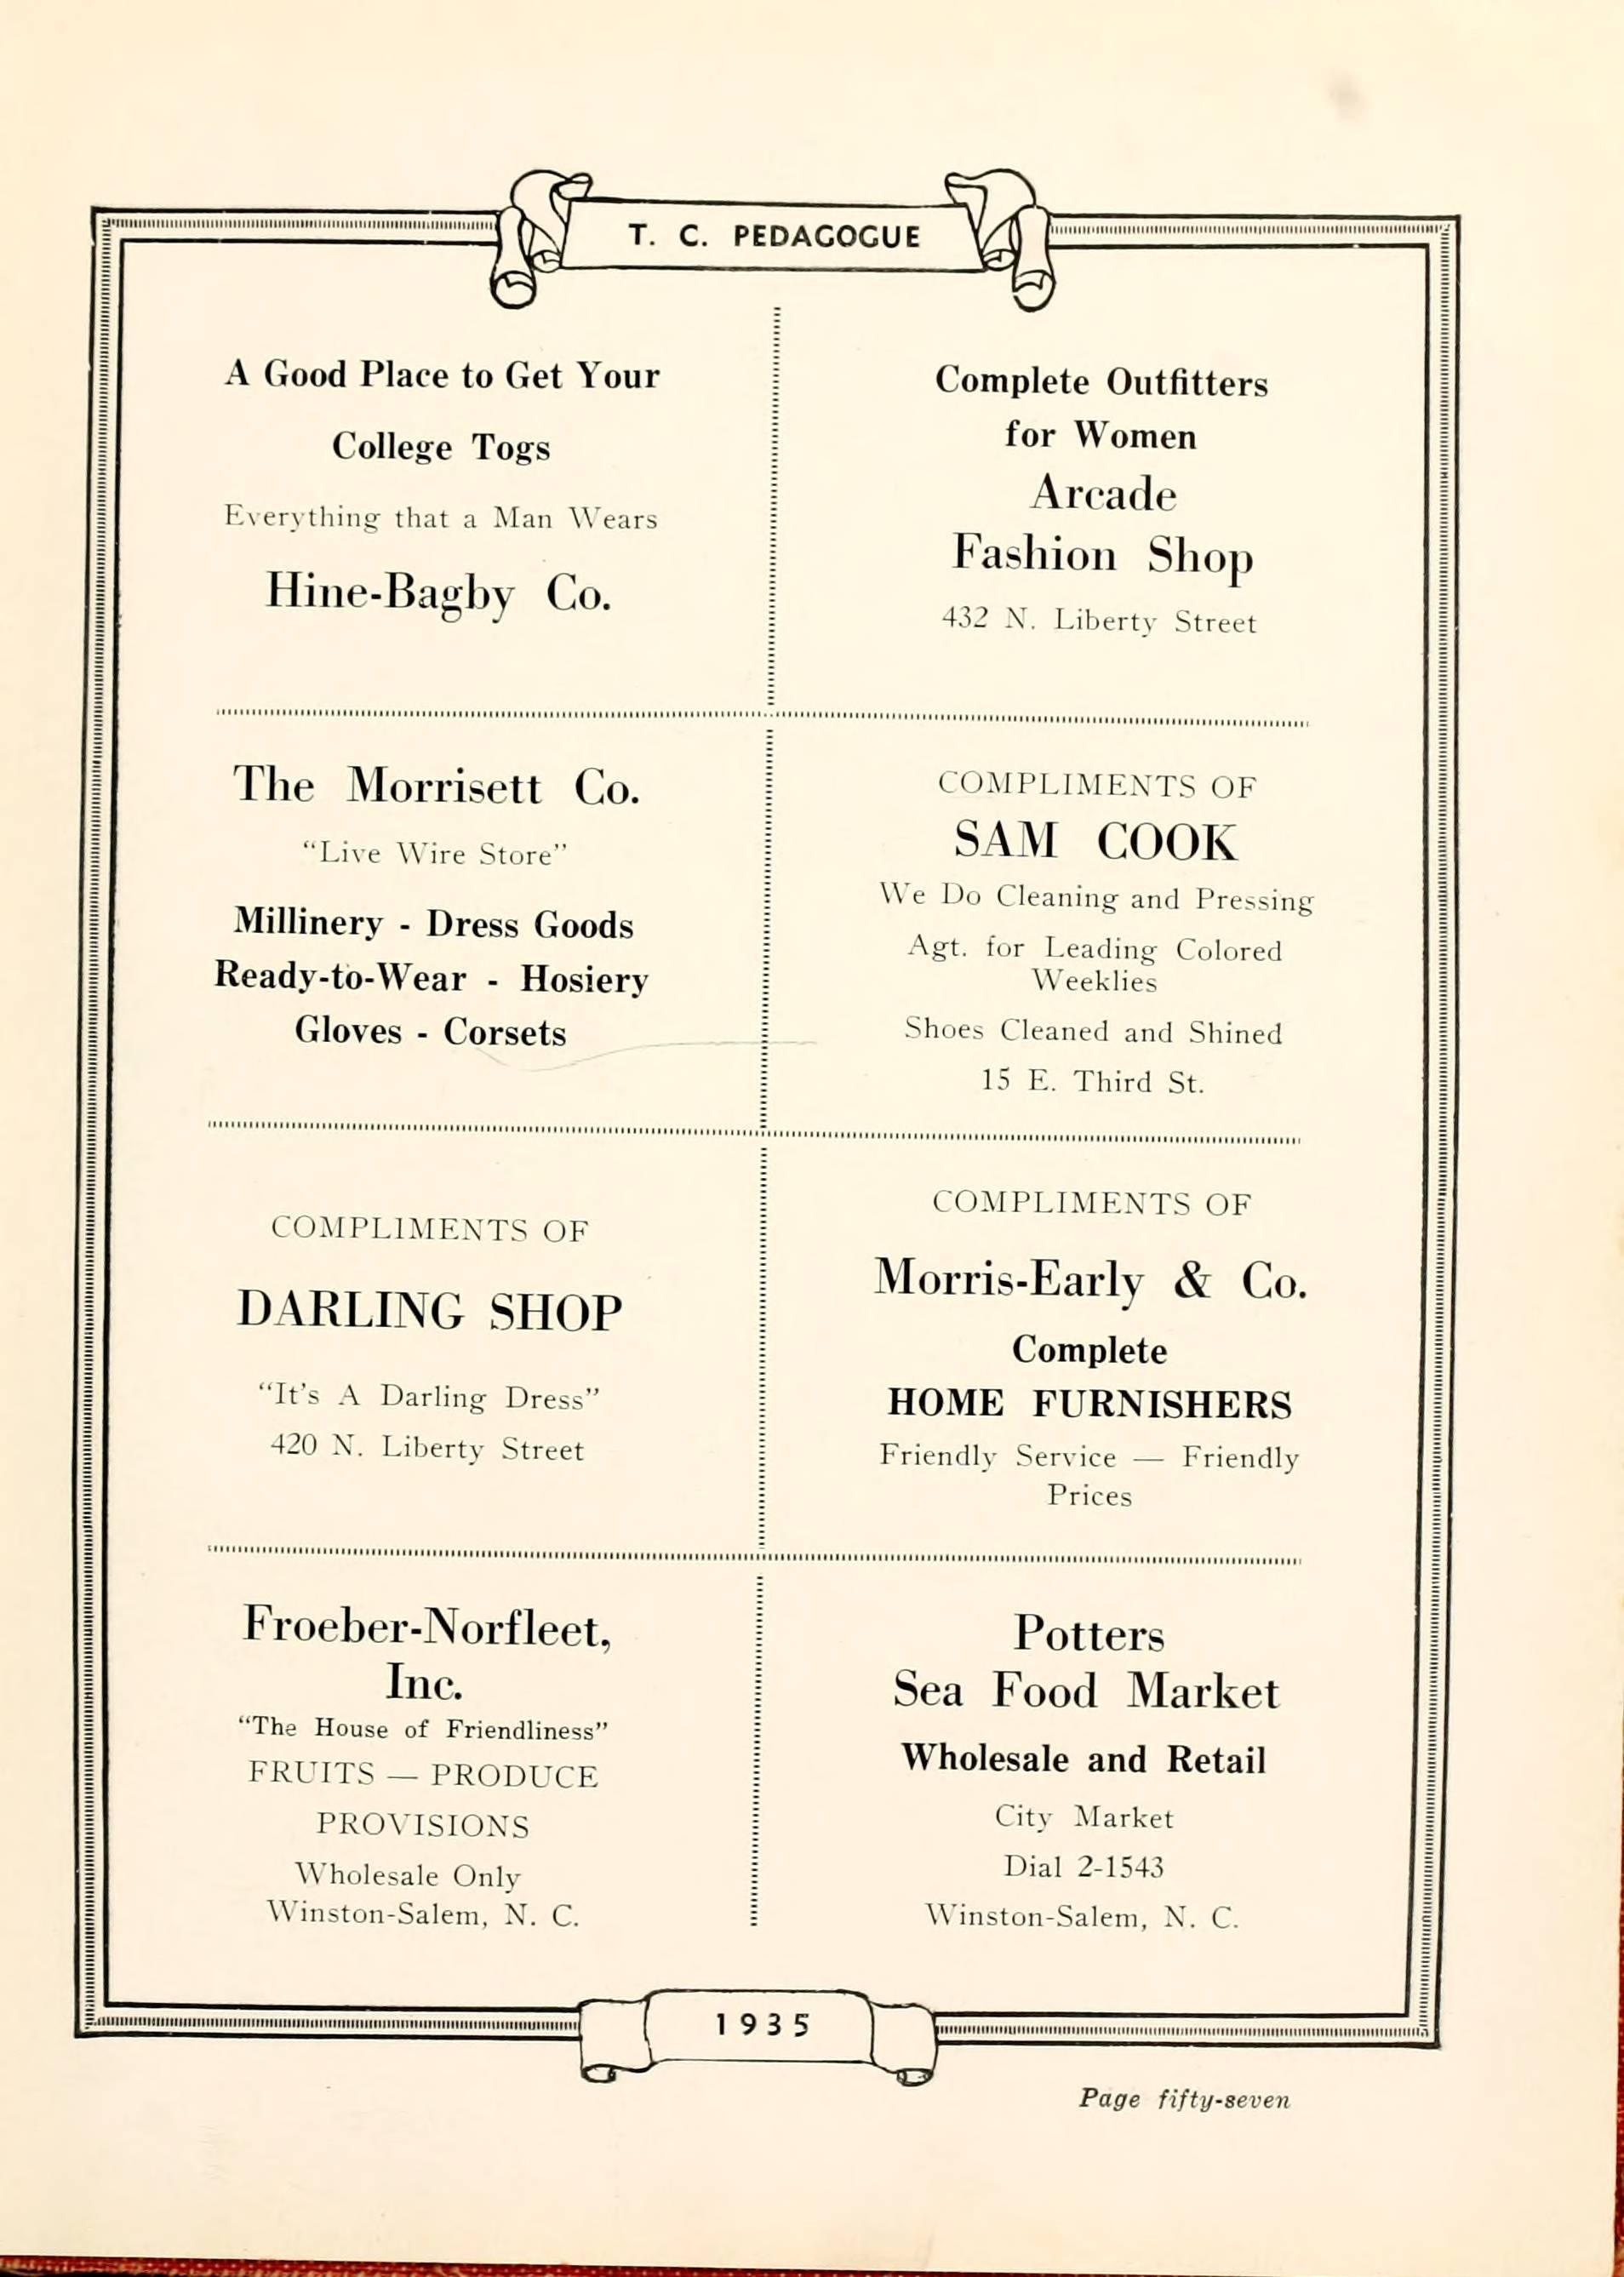 T. C. PEDAGOGUE
A Good Place to Get Your
College Togs
Everything that a Man Wears
Hine-Bagby Co.
Complete Outfitters
for Women
Arcade
Fashion Shop
432 N. Liberty Street
The Morrisett Co.
“Live Wire Store”
Millinery - Dress Goods
Ready-to-Wear - Hosiery
Gloves - Corsets
COMPLIMENTS OF
SAM COOK
We Do Cleaning and Pressing
Agt. for Leading Colored
Weeklies
Shoes Cleaned and Shined
15 E. Third St.
COMPLIMENTS OF
DARLING SHOP
“It’s A Darling Dress”
420 N. Liberty Street
COMPLIMENTS OF
Morris-Early & Co.
Complete
HOME FURNISHERS
Friendly Service — Friendly
Prices
Froeber-Norfleet,
Inc.
“The House of Friendliness”
FRUITS — PRODUCE
PROVISIONS
Wholesale Only
Winston-Salem, N. C.
Potters
Sea Food Market
Wholesale and Retail
City Market
Dial 2-1543
Winston-Salem, N. C.
1935
Page fifty-seven